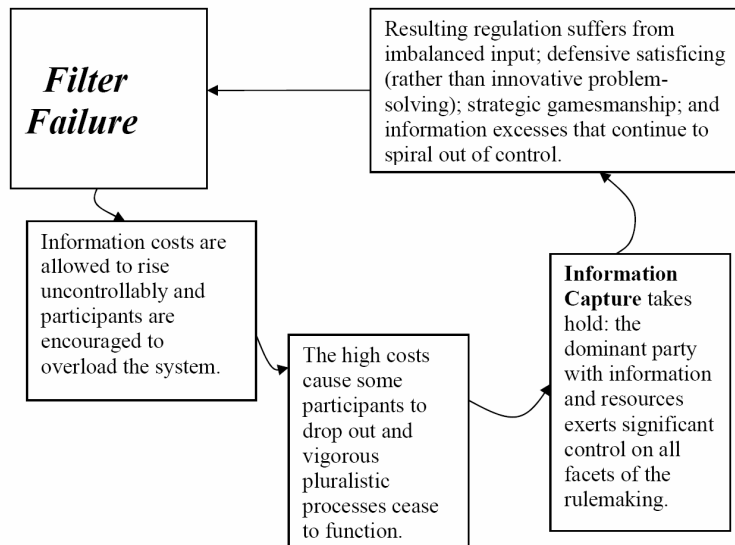 Filter
Failure
Information costs are
allowed to rise
uncontrollably and
participants are
encouraged to
overload the system.
The high costs
cause some
participants to
drop out and
vigorous
pluralistic
processes cease
to function.
Information
Capture takes
hold: the
dominant party
with information
and resources
exerts significant
control on all
facets of the
rulemaking.
Resulting regulation suffers from
imbalanced input; defensive satisficing
(rather than innovative problem-
solving); strategic gamesmanship; and
information excesses that continue to
spiral out of control.